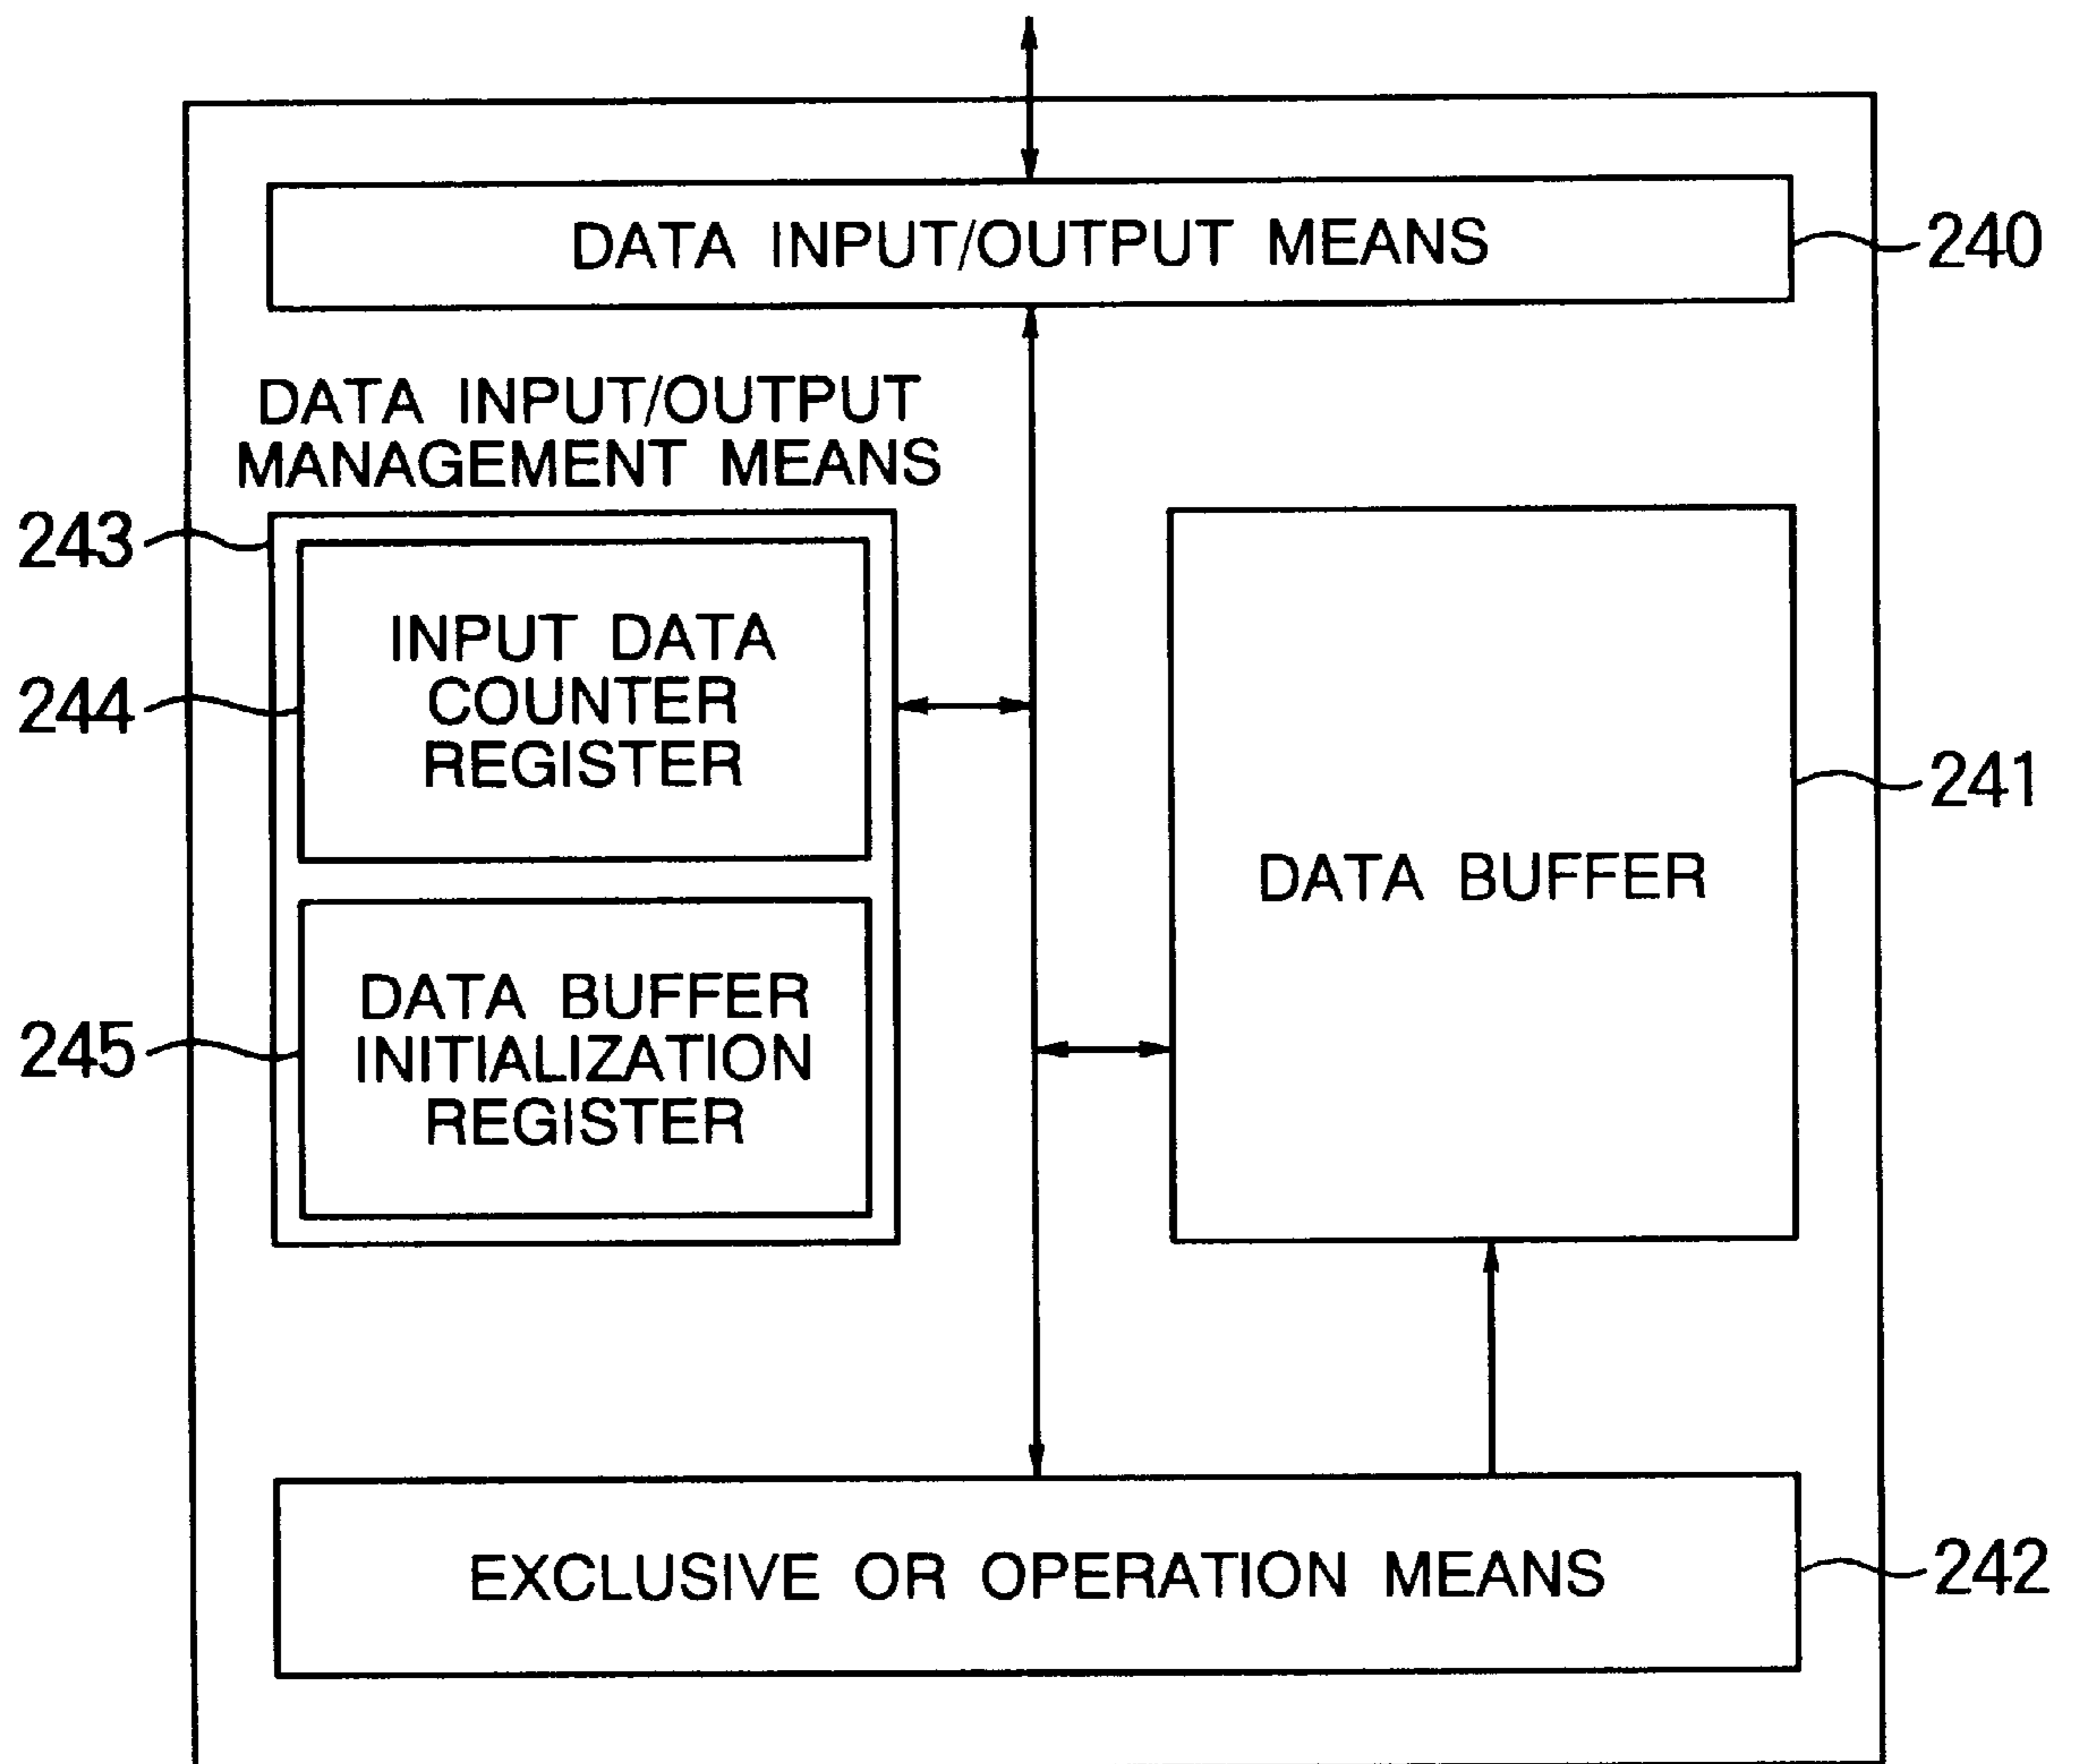 DATA INPUT/OUTPUT MEANS
240
DATA INPUT/OUTPUT
MANAGEMENT MEANS
243
INPUT DATA
COUNTER
REGISTER
244
241
DATA BUFFER
DATA BUFFER
INITIALIZATION
REGISTER
245
EXCLUSIVE OR OPERATION MEANS
242